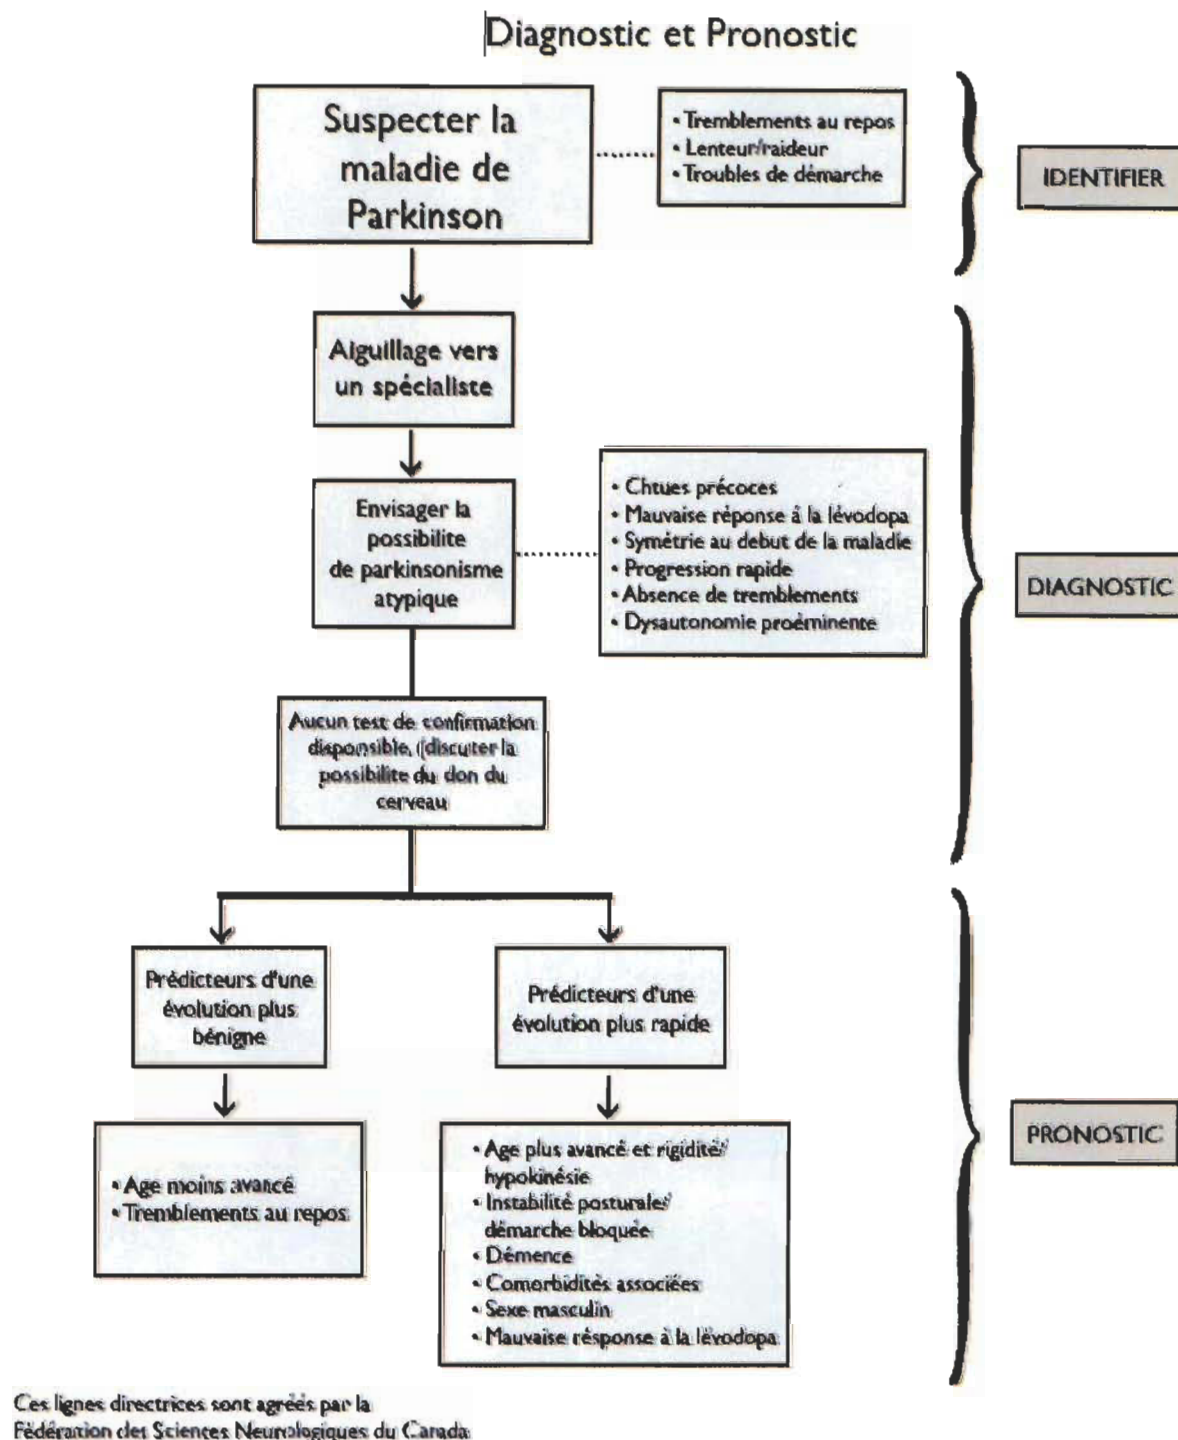 Diagnostic et Pronostic
Suspecter la
maladie de
Parkinson
• Tremblements au repos
• Lenteur/raideur
• Troubles de démarche
IDENTIFIER
Aiguillage vers
un spécialiste
Envisager la
possibilite
de parkinsonisme
atypique
• Chtues précoces
• Mauvaise réponse à la lévodopa
• Symétrie au debut de la maladie
• Progression rapide
• Absence de tremblements
• Dysautonomie proéminente
DIAGNOSTIC
Aucun test de confirmation
disponsible, (discuter la
possibilite du don du
cerveau
Prédicteurs d'une
évolution plus
bénigne
Prédicteurs d'une
évolution plus rapide
• Age moins avancé
• Tremblements au repos
• Age plus avancé et rigidité/
hypokinésie
• Instabilité posturale/
démarche bloquée
• Démence
• Comorbidités associées
• Sexe masculin
• Mauvaise résponse à la lévodopa
PRONOSTIC
Ces lignes directrices sont agréés par la
Fédération des Sciences Neurologiques du Canada